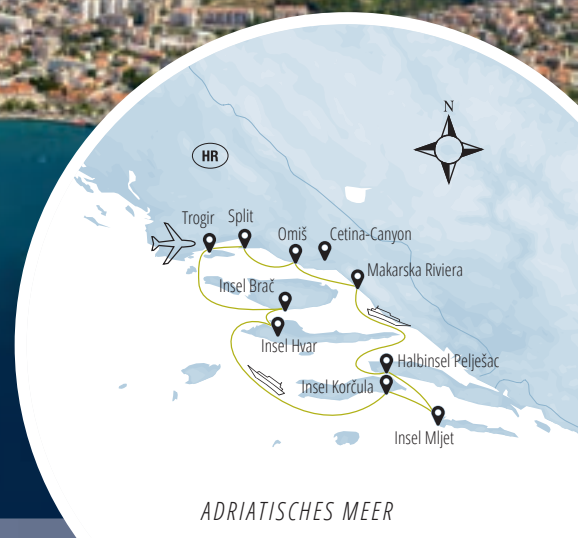 N
HR
Trogir
Split
Omiš
Cetina-Canyon
Makarska Riviera
Insel Brač
Insel Hvar
Halbinsel Pelješac
Insel Korčula
Insel Mljet
ADRIATISCHES MEER